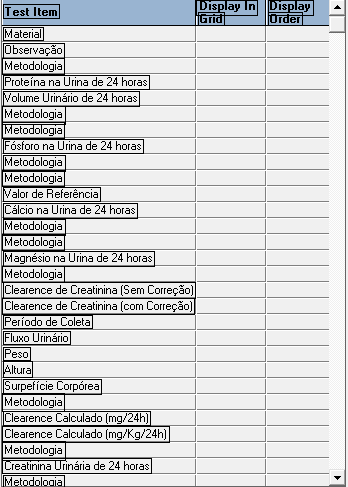 Test Item
Display In
Grid
Display
Order
Material
Observação
Metodologia
Proteína na Urina de 24 horas
Volume Urinário de 24 horas
Metodologia
Metodologia
Fósforo na Urina de 24 horas
Metodologia
Metodologia
Valor de Referência
Cálcio na Urina de 24 horas
Metodologia
Metodologia
Magnésio na Urina de 24 horas
Metodologia
Clearence de Creatinina (Sem Correção)
Clearence de Creatinina (com Correção)
Período de Coleta
Fluxo Urinário
Peso
Altura
Surpefície Corpórea
Metodologia
Clearence Calculado (mg/24h)
Clearence Calculado (mg/Kg/24h)
Metodologia
Creatinina Urinária de 24 horas
Metodologia